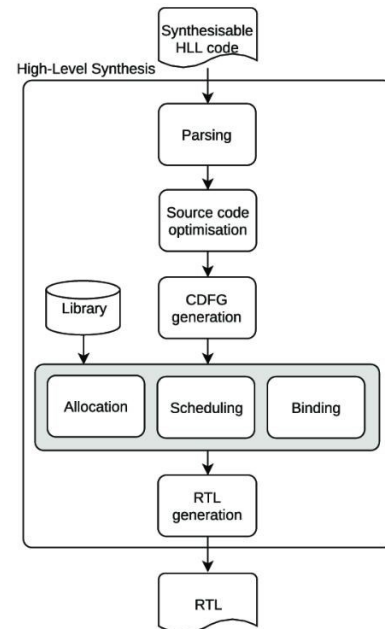 Synthesisable
HLL code
High-Level Synthesis
Parsing
Source code
optimisation
Library
CDFG
generation
Allocation
Scheduling
Binding
RTL
generation
RTL